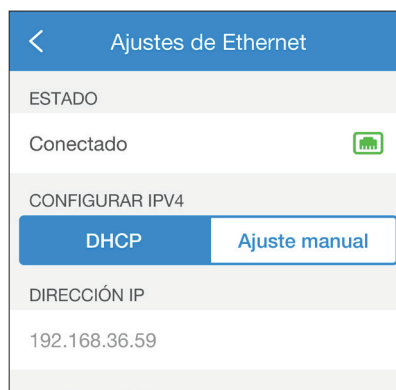 Ajustes de Ethernet
ESTADO
Conectado
CONFIGURAR IPV4
DHCP Ajuste manual
DIRECCIÓN IP
192.168.36.59